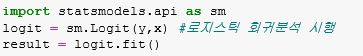 import statsmodels.api as sm
logit = sm.Logit(y,x) #로지스틱 회귀분석 시행
result = logit.fit()